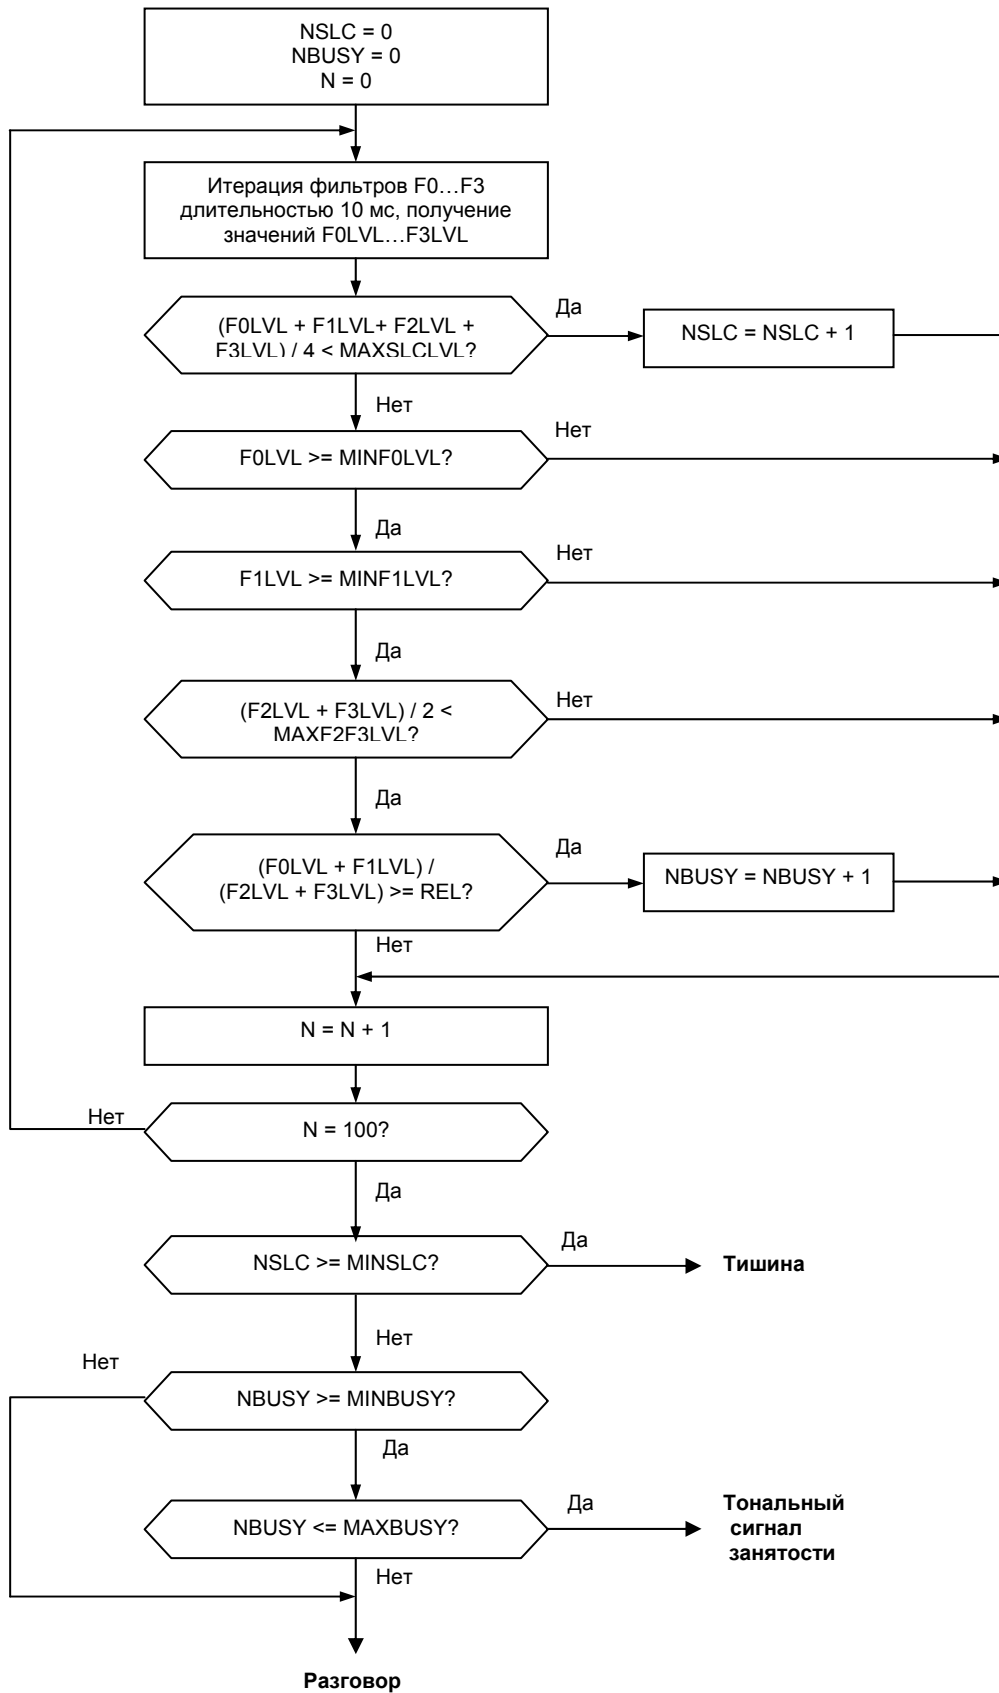 NSLC = 0
NBUSY = 0
N = 0
Итерация фильтров F0…F3
длительностью 10 мс, получение
значений F0LVL…F3LVL
(F0LVL + F1LVL+ F2LVL +
F3LVL) / 4 < MAXSLCLVL?
Да
NSLC = NSLC + 1
Нет
F0LVL >= MINF0LVL?
Нет
Да
F1LVL >= MINF1LVL?
Нет
Да
(F2LVL + F3LVL) / 2 <
MAXF2F3LVL?
Нет
Да
(F0LVL + F1LVL) /
(F2LVL + F3LVL) >= REL?
Да
NBUSY = NBUSY + 1
Нет
N = N + 1
Нет
N = 100?
Да
NSLC >= MINSLC?
Да
Тишина
Нет
Нет
NBUSY >= MINBUSY?
Да
NBUSY <= MAXBUSY?
Да
Тональный
сигнал
занятости
Нет
Разговор